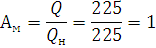 Aм = Q/Qн = 225/225 = 1